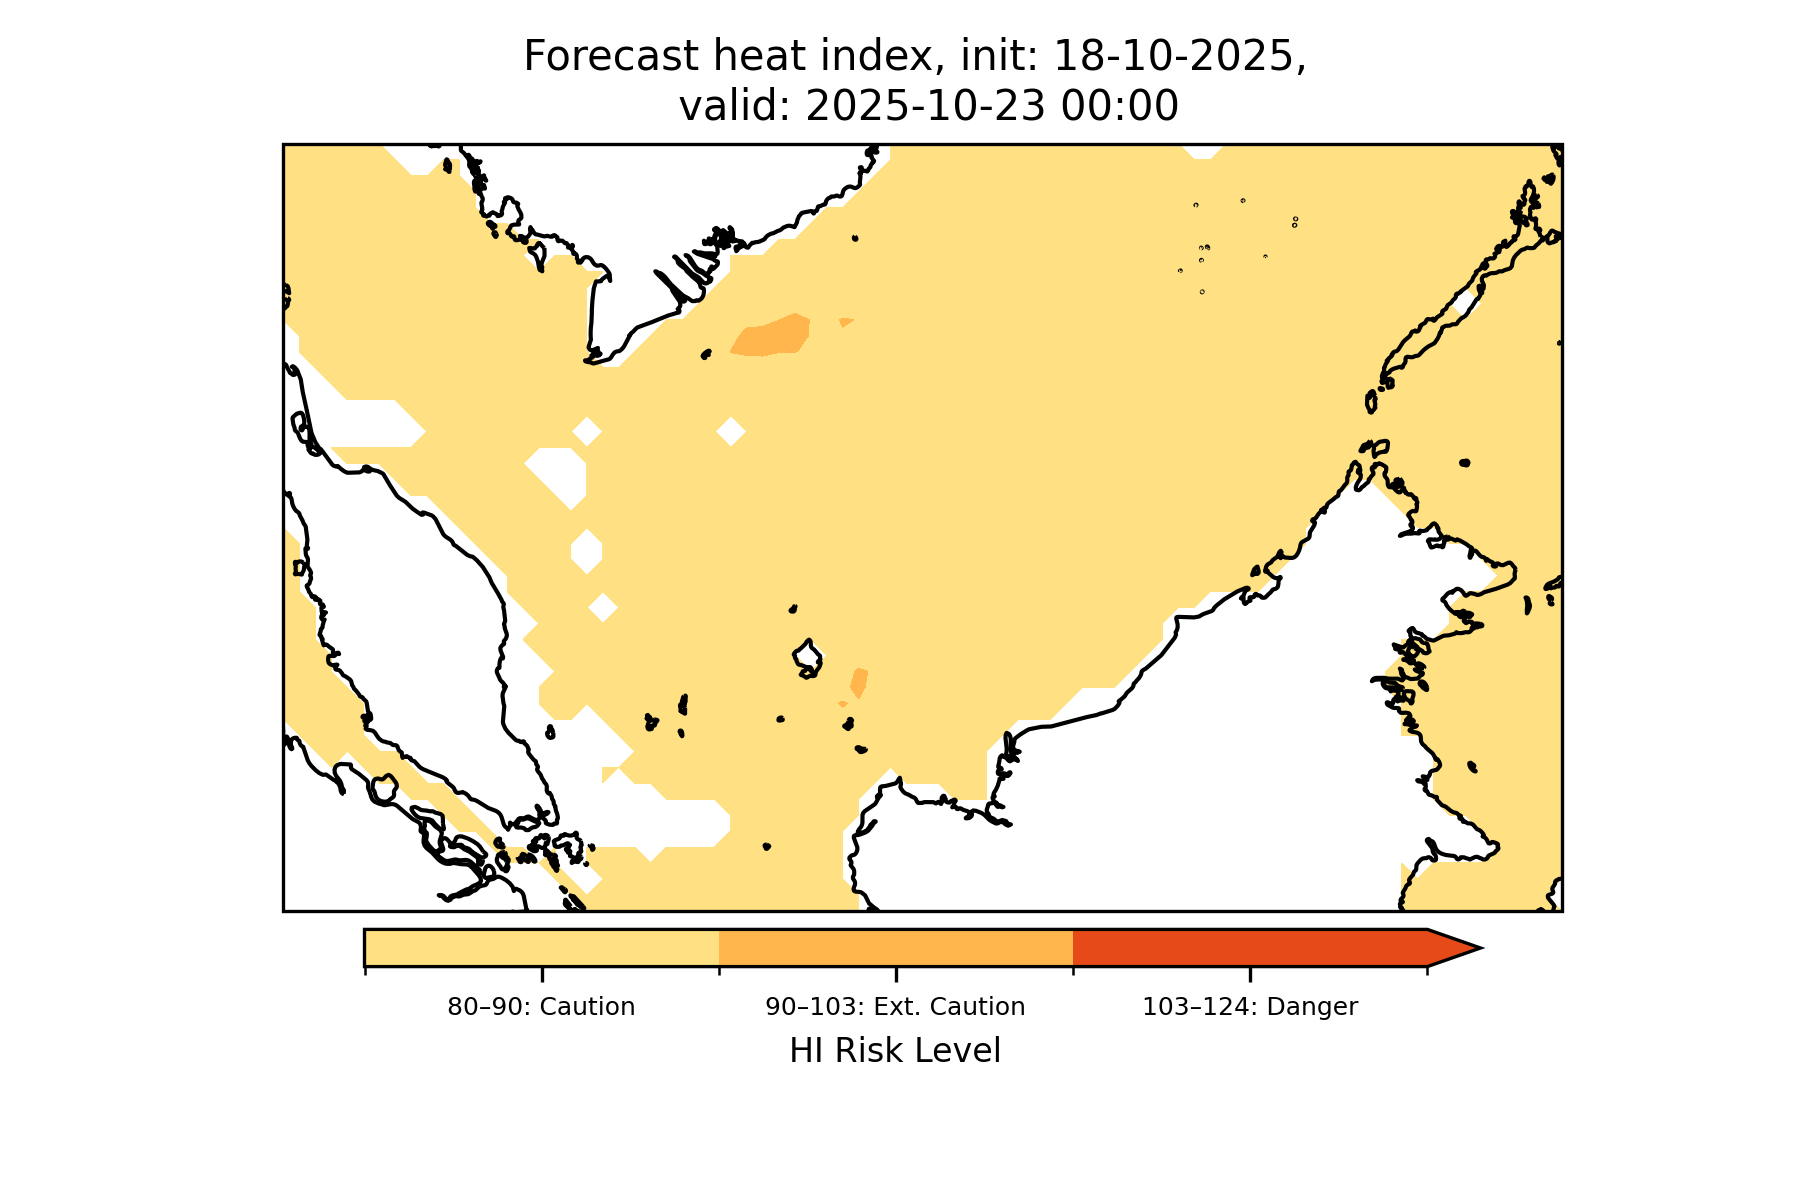 Forecast heat index, init: 18-10-2025,
valid: 2025-10-23 00:00
80–90: Caution
90–103: Ext. Caution
103–124: Danger
HI Risk Level